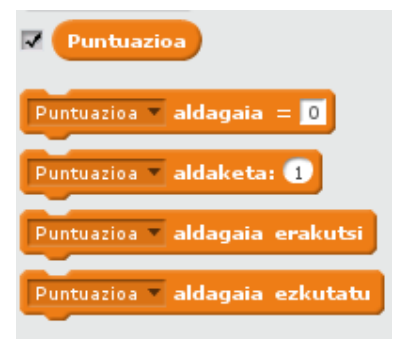 Puntuazioa
Puntuazioa aldagaia = 0
Puntuazioa aldaketa: 1
Puntuazioa aldagaia erakutsi
Puntuazioa aldagaia ezkutatu